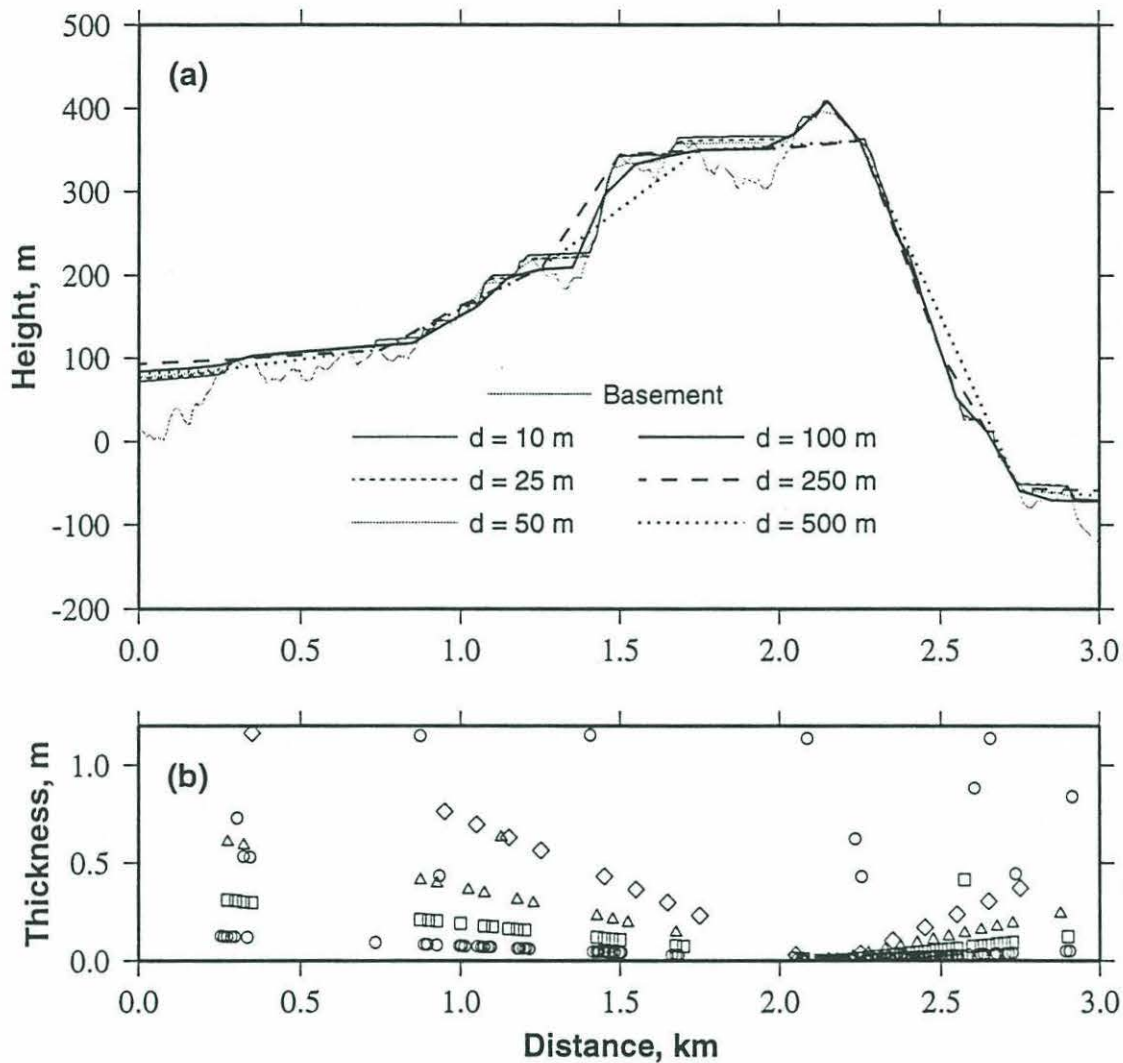 500
(a)
400
300
200
100
0
-100
-200
Height, m
Basement
d = 10 m
d = 100 m
d = 25 m
d = 250 m
d = 50 m
d = 500 m
0.0 0.5 1.0 1.5 2.0 2.5 3.0
(b)
1.0
0.5
0.0
Thickness, m
0.0 0.5 1.0 1.5 2.0 2.5 3.0
Distance, km